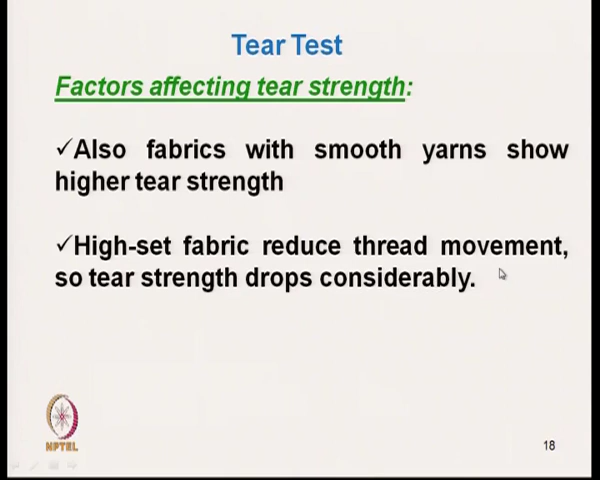 Tear Test
Factors affecting tear strength:
✓Also fabrics with smooth yarns show
higher tear strength
✓High-set fabric reduce thread movement,
so tear strength drops considerably.
NPTEL
18